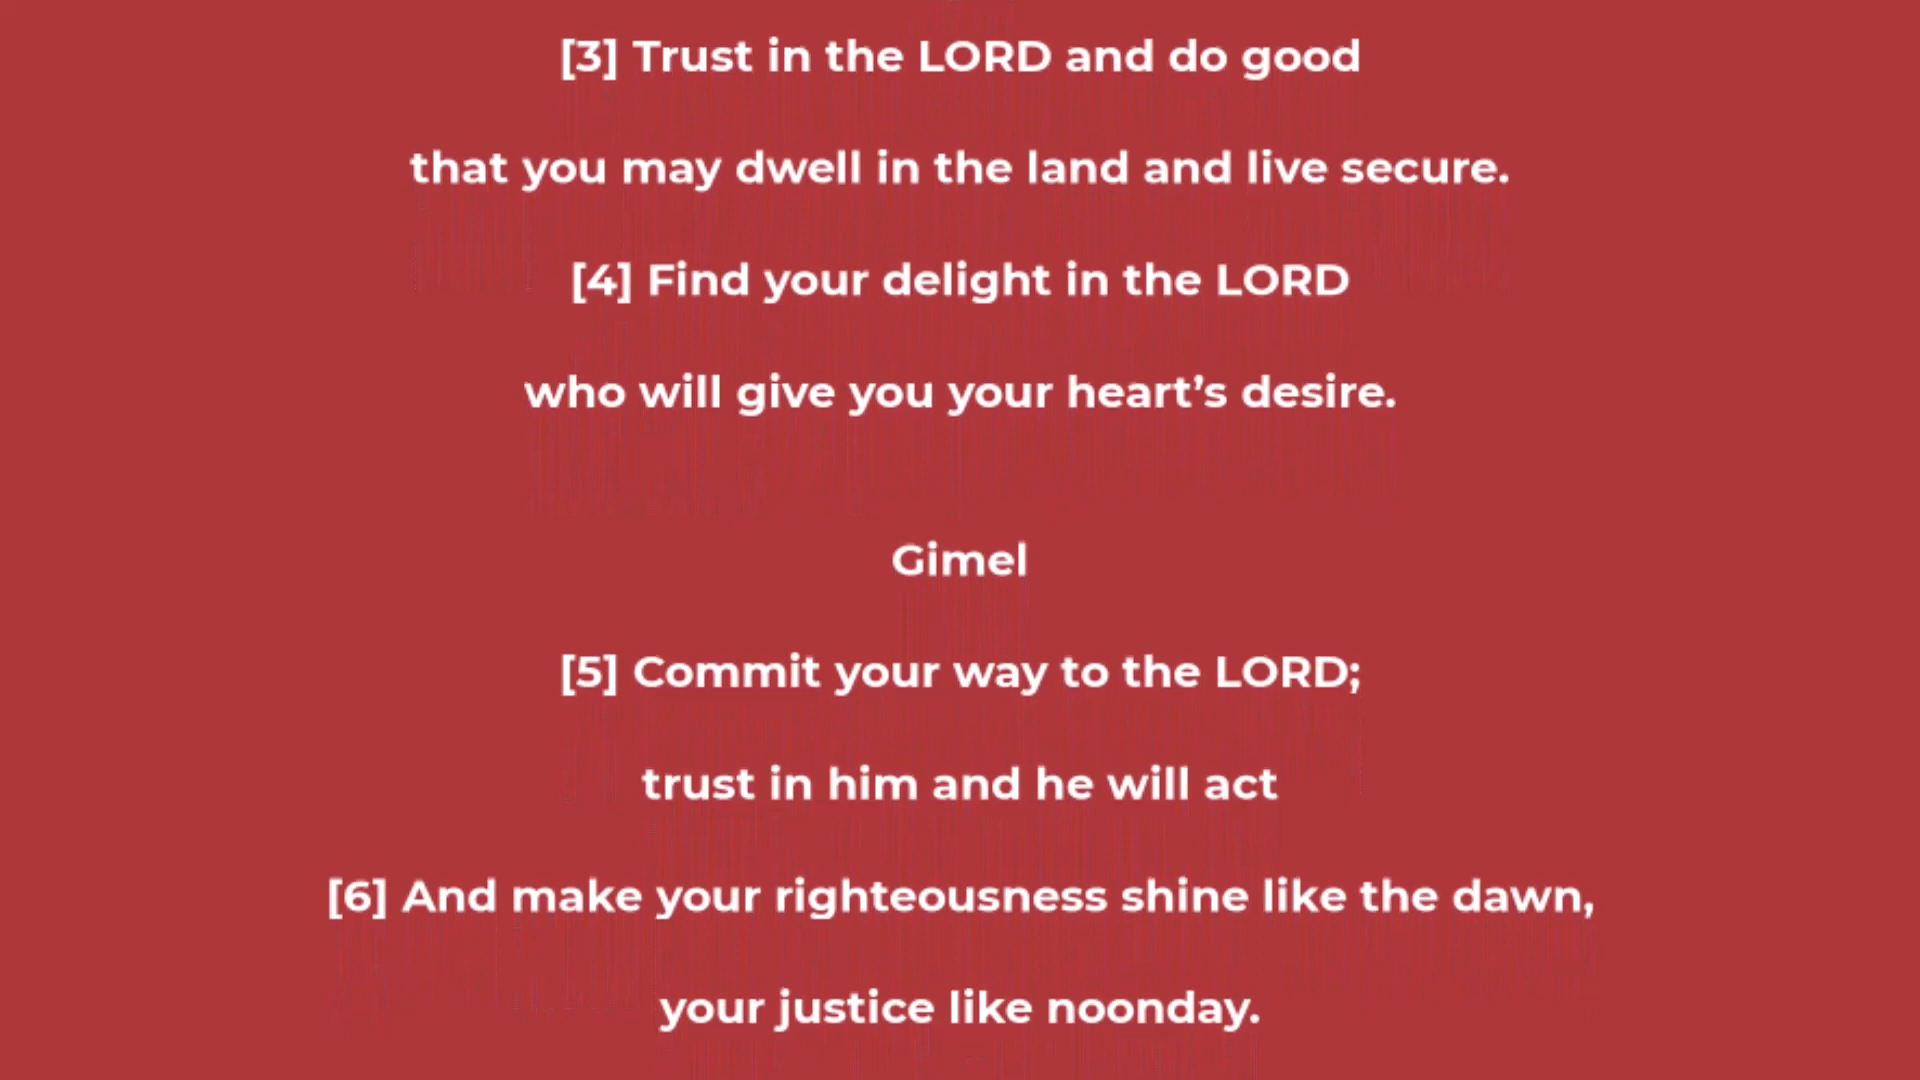 [3] Trust in the LORD and do good
that you may dwell in the land and live secure.
[4] Find your delight in the LORD
who will give you your heart’s desire.
Gimel
[5] Commit your way to the LORD;
trust in him and he will act
[6] And make your righteousness shine like the dawn,
your justice like noonday.